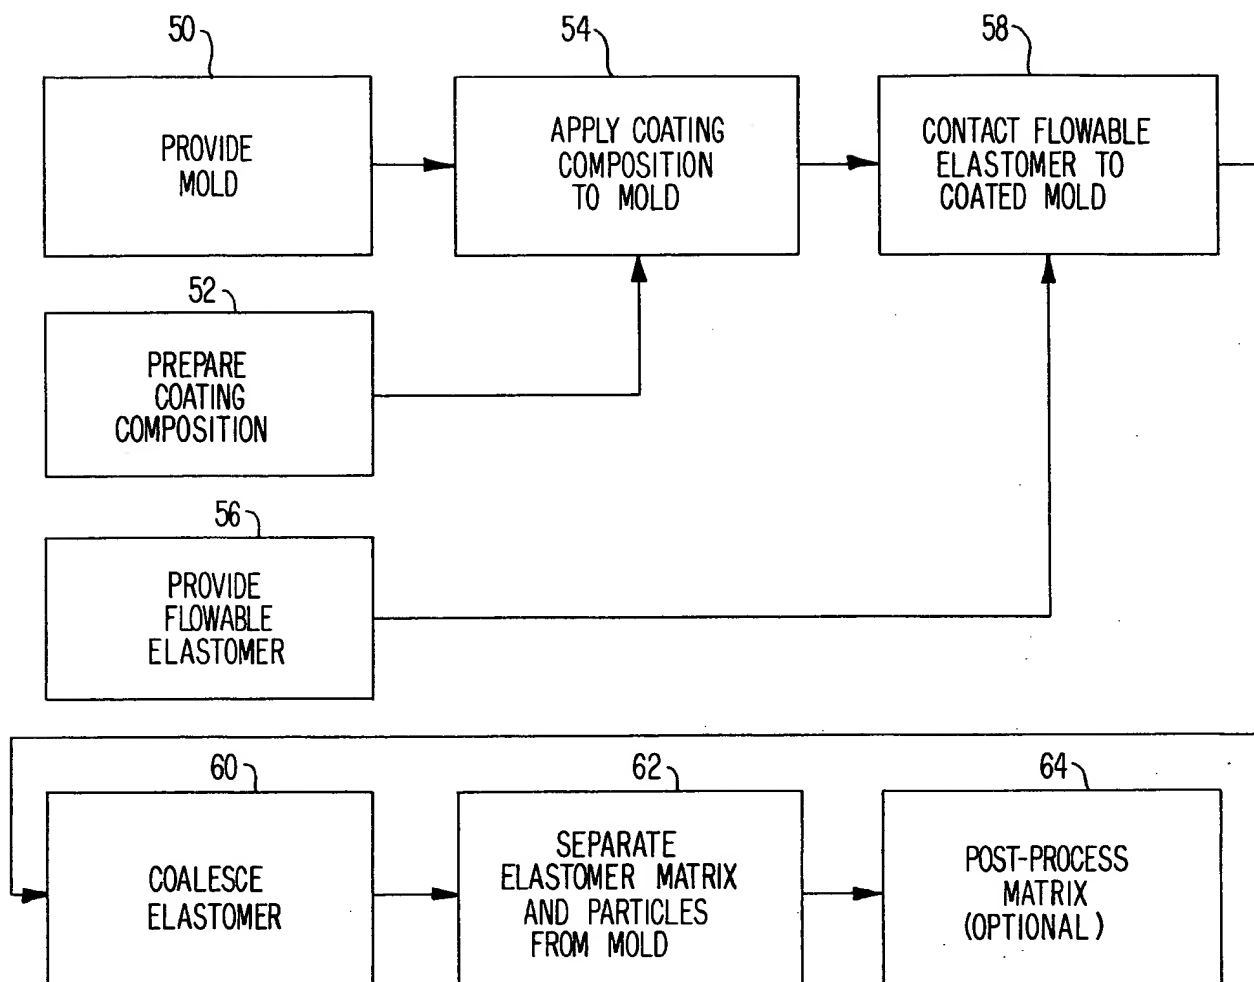 50
PROVIDE
MOLD
54
APPLY COATING
COMPOSITION
TO MOLD
58
CONTACT FLOWABLE
ELASTOMER TO
COATED MOLD
52
PREPARE
COATING
COMPOSITION
56
PROVIDE
FLOWABLE
ELASTOMER
60
COALESCE
ELASTOMER
62
SEPARATE
ELASTOMER MATRIX
AND PARTICLES
FROM MOLD
64
POST-PROCESS
MATRIX
(OPTIONAL)